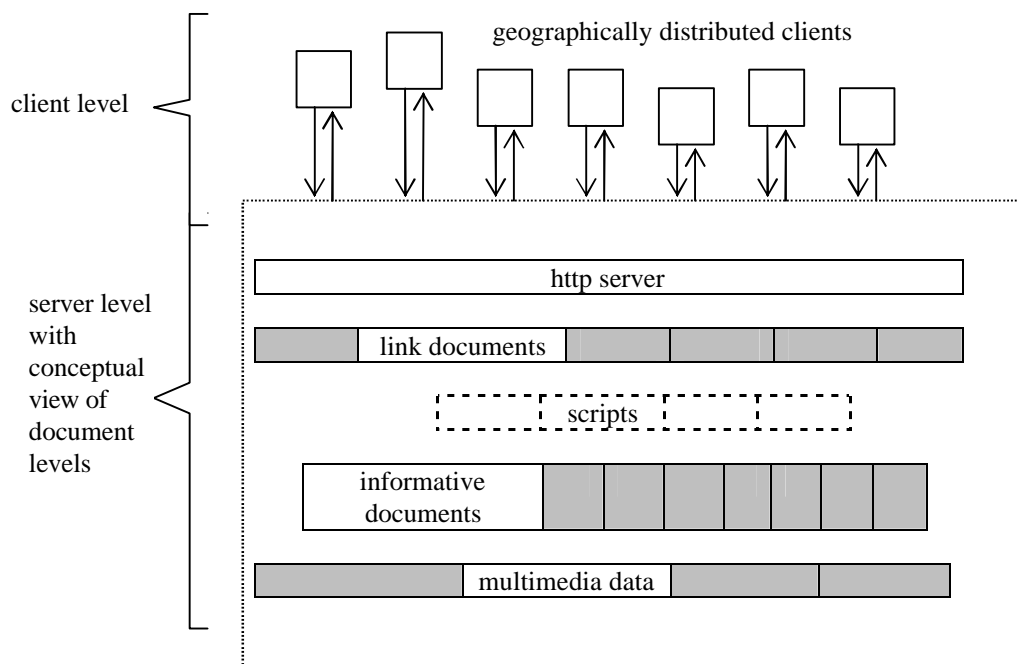 geographically distributed clients
client level
http server
server level
with
conceptual
view of
document
levels
link documents
scripts
informative
documents
multimedia data